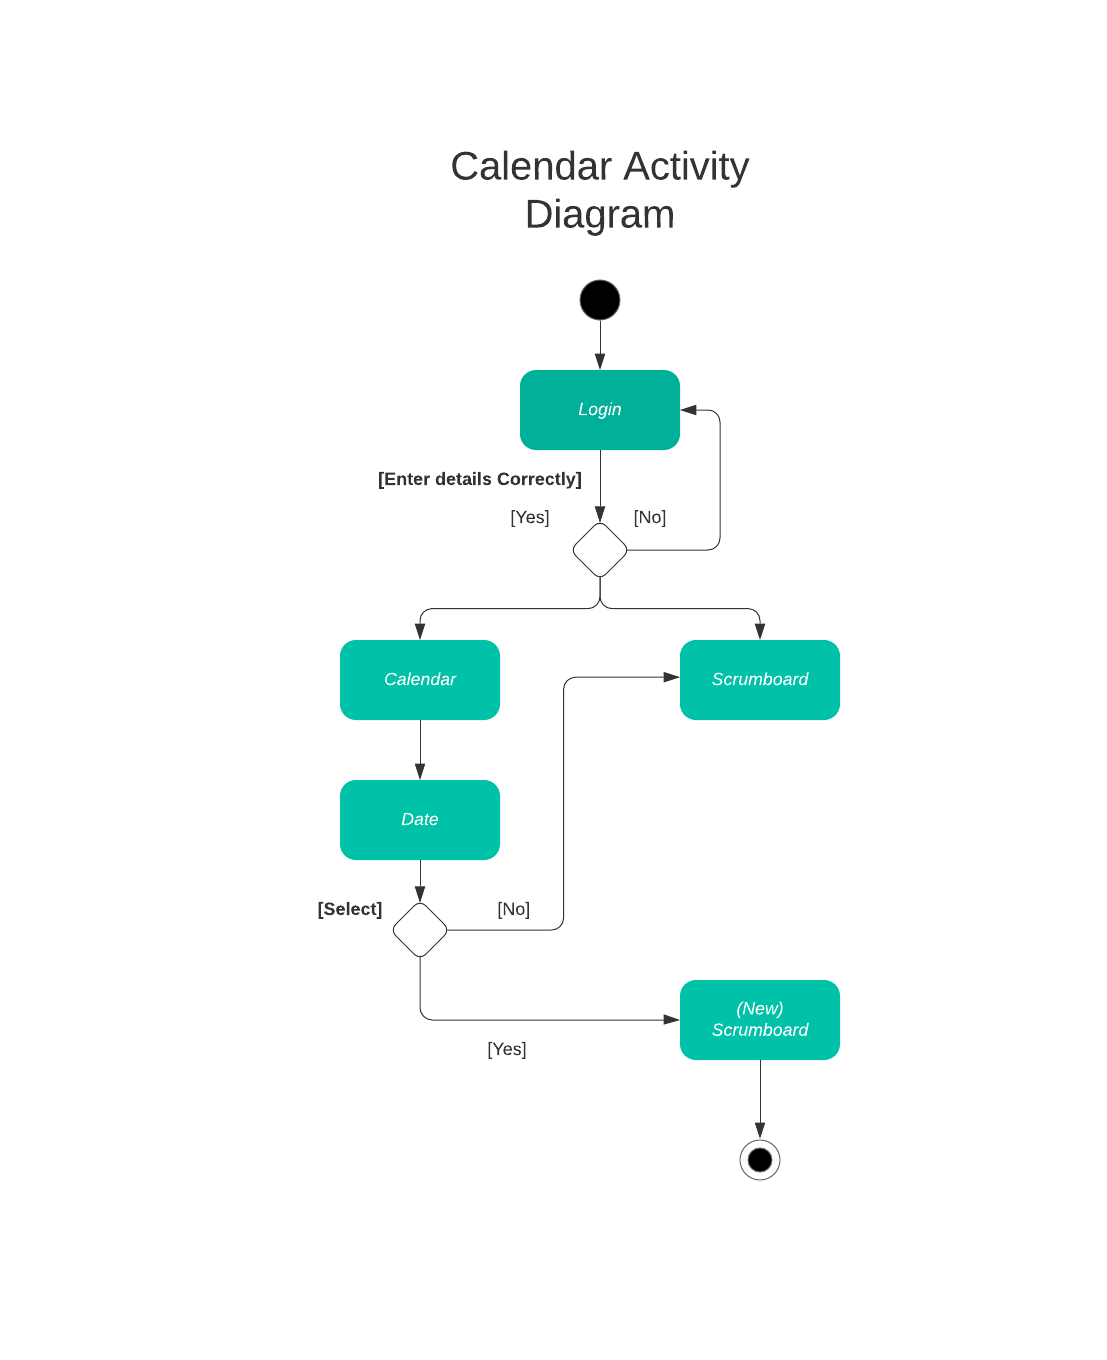 Calendar Activity
Diagram
Login
[Enter details Correctly]
[Yes]
[No]
Calendar
Scrumboard
Date
[Select]
[No]
(New)
Scrumboard
[Yes]